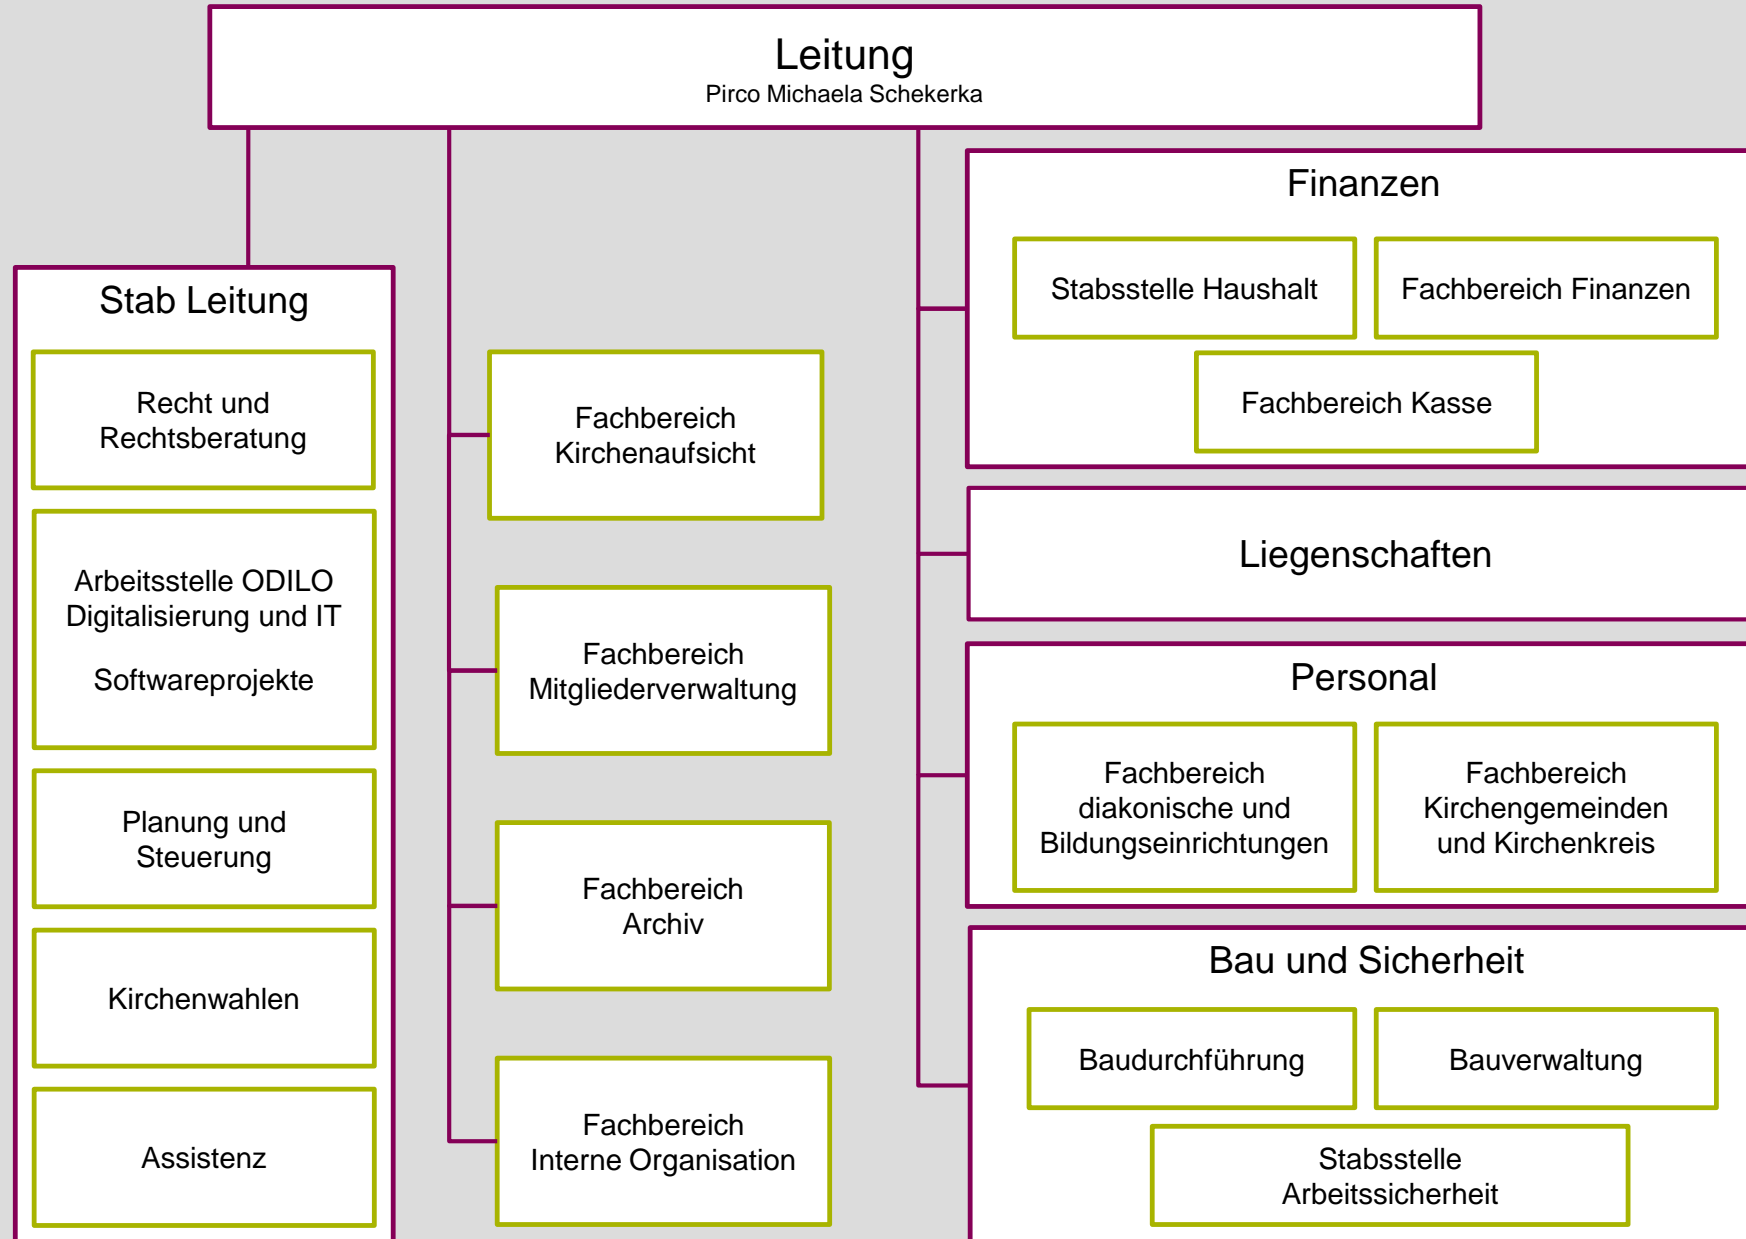 Leitung
Pirco Michaela Schekerka
Stab Leitung
Recht und
Rechtsberatung
Arbeitsstelle ODILO
Digitalisierung und IT
Softwareprojekte
Planung und
Steuerung
Kirchenwahlen
Assistenz
Fachbereich
Kirchenaufsicht
Fachbereich
Mitgliederverwaltung
Fachbereich
Archiv
Fachbereich
Interne Organisation
Finanzen
Stabsstelle Haushalt
Fachbereich Finanzen
Fachbereich Kasse
Liegenschaften
Personal
Fachbereich
diakonische und
Bildungseinrichtungen
Fachbereich
Kirchengemeinden
und Kirchenkreis
Bau und Sicherheit
Baudurchführung
Bauverwaltung
Stabsstelle
Arbeitssicherheit